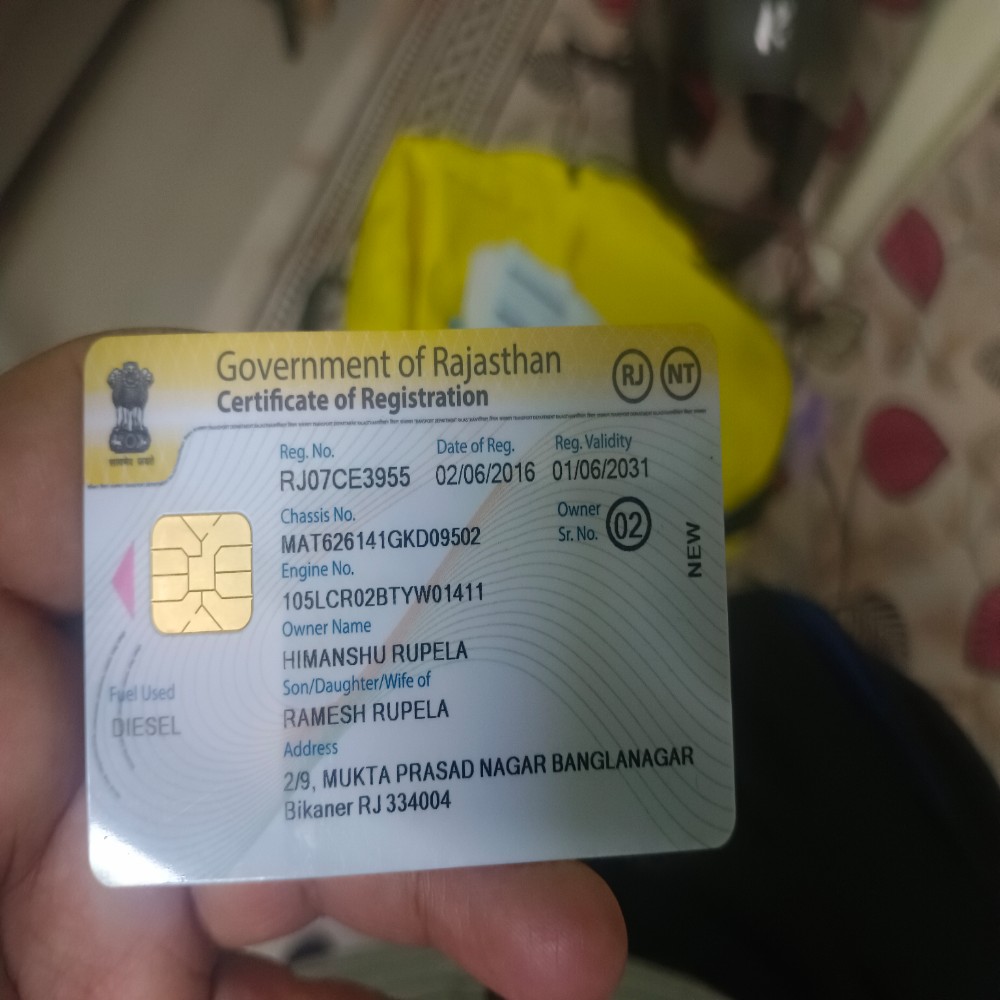 Government of Rajasthan
Certificate of Registration
RJ NT
Reg. No. Date of Reg. Reg. Validity
RJ07CE3955 02/06/2016 01/06/2031
Chassis No. Owner Sr. No. 02
MAT626141GKD09502
NEW
Engine No.
105LCR02BTYW01411
Owner Name
HIMANSHU RUPELA
Son/Daughter/Wife of
RAMESH RUPELA
Fuel Used
DIESEL
Address
2/9, MUKTA PRASAD NAGAR BANGLANAGAR
Bikaner RJ 334004